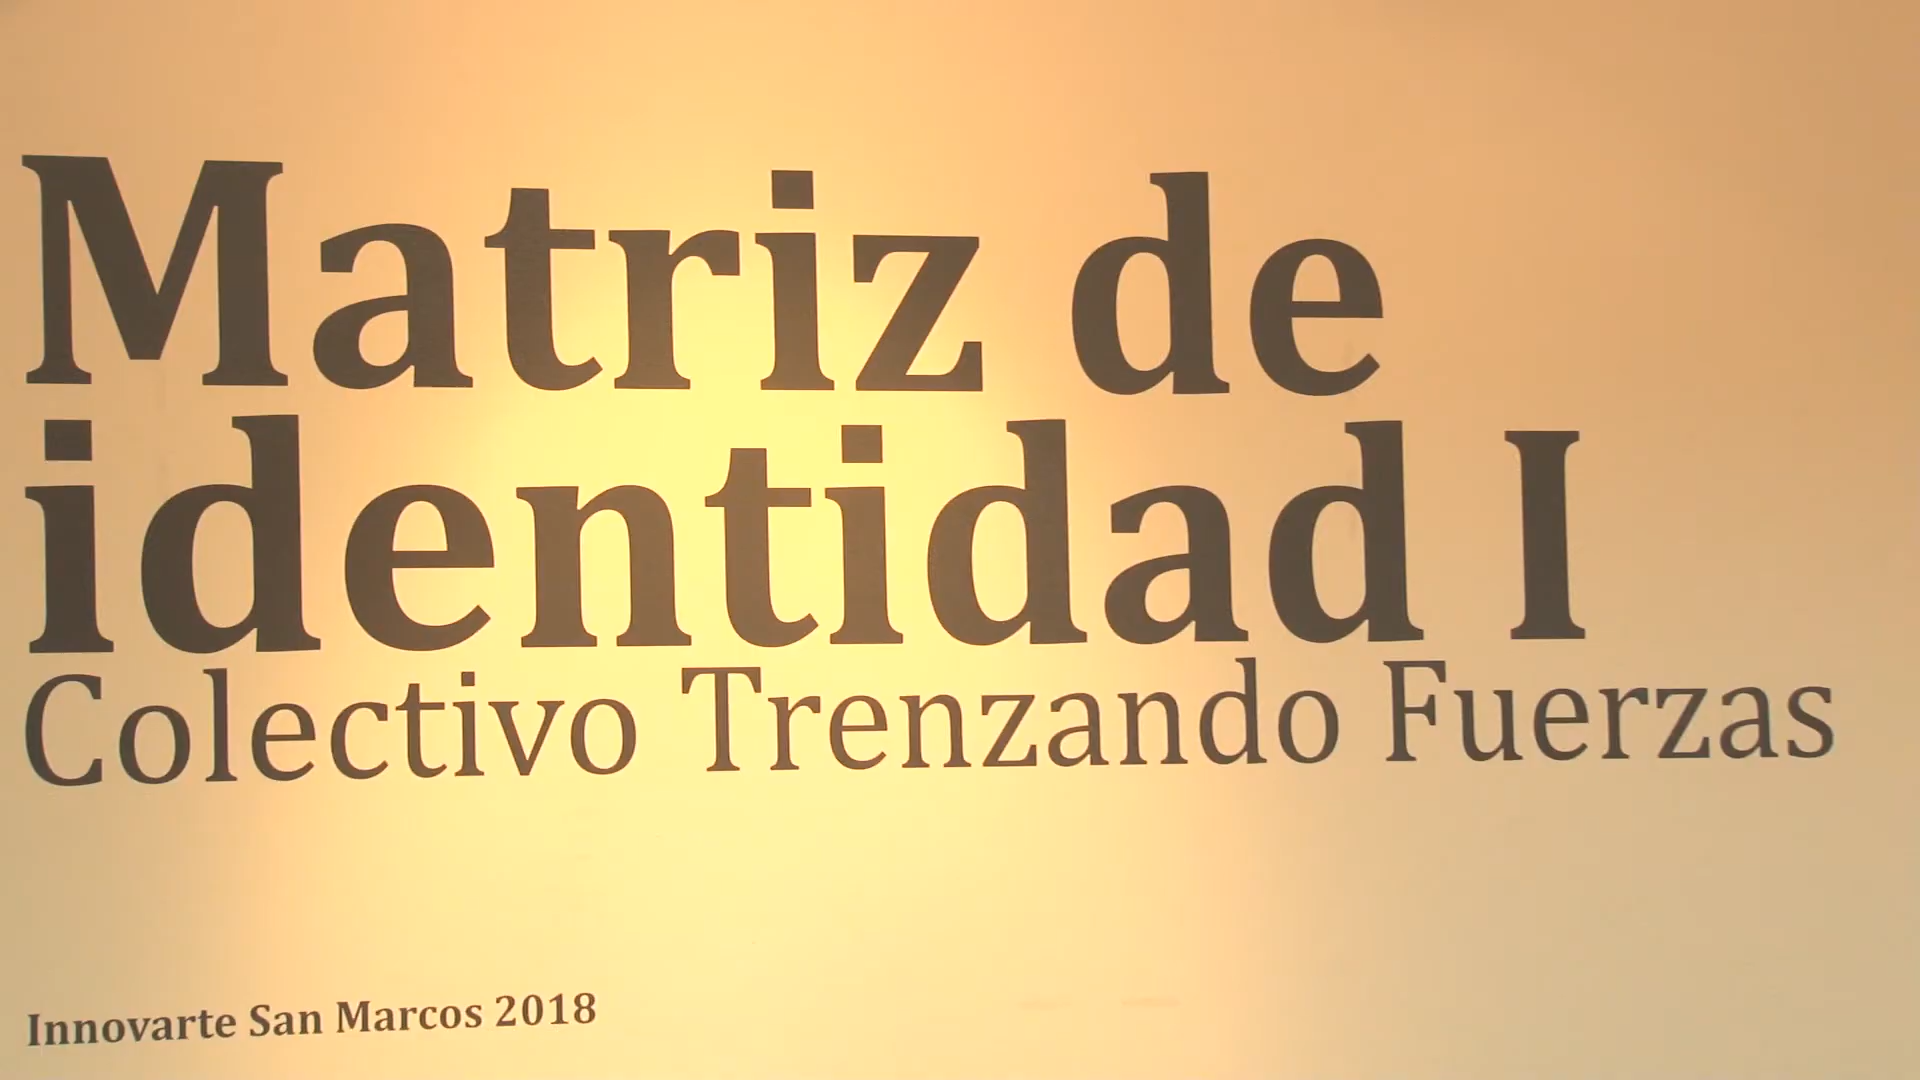 Matriz de
identidad I
Colectivo Trenzando Fuerzas
Innovarte San Marcos 2018